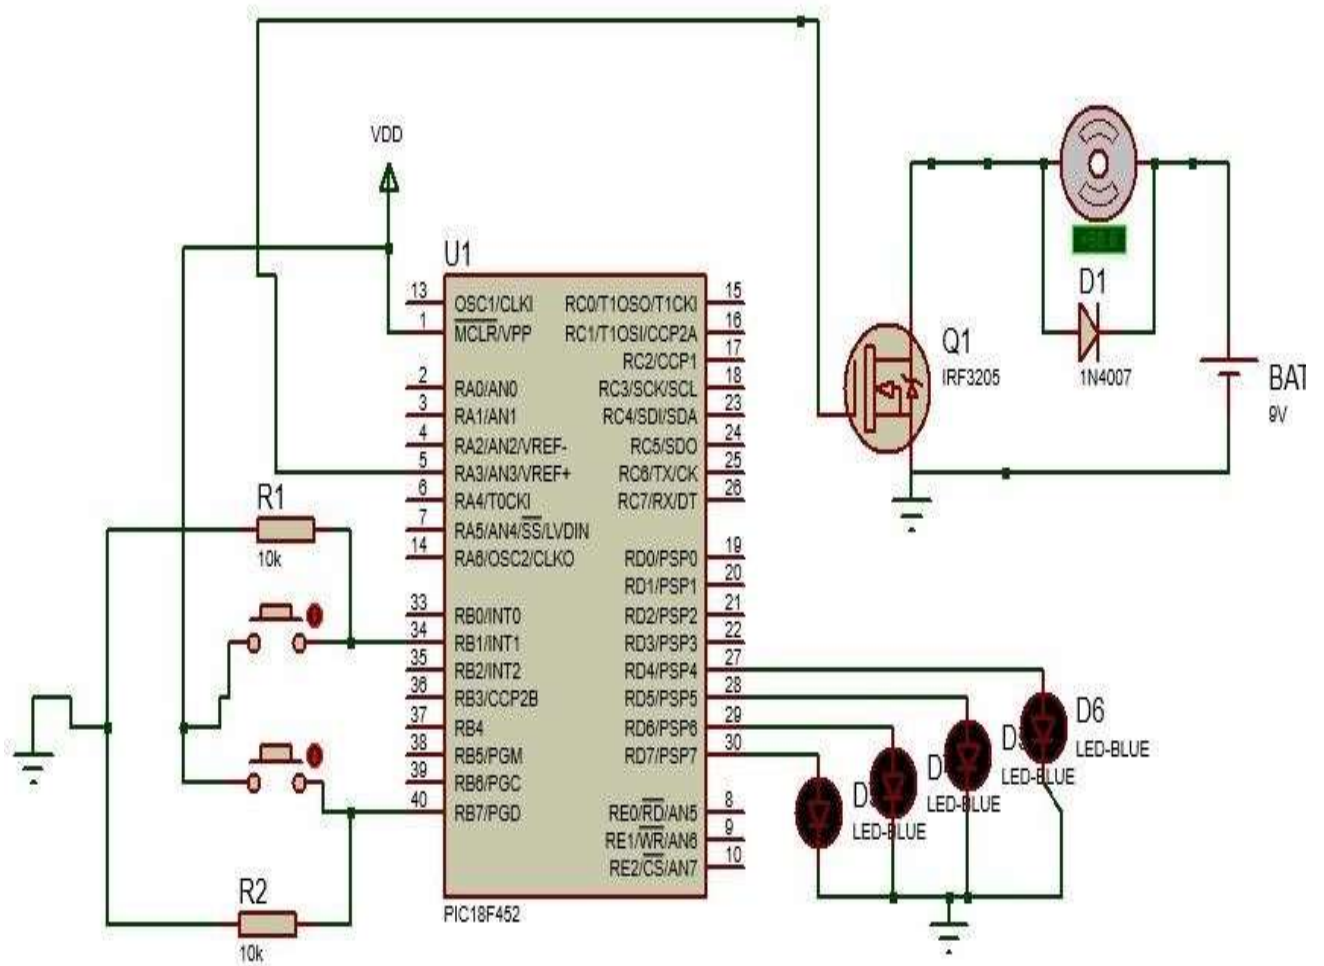 VDD
U1
13 OSC1/CLKI RC0/T1OSO/T1CKI 15
1 MCLR/VPP RC1/T1OSI/CCP2A 16
RC2/CCP1 17
2 RA0/AN0 RC3/SCK/SCL 18
3 RA1/AN1 RC4/SDI/SDA 23
4 RA2/AN2/VREF- RC5/SDO 24
5 RA3/AN3/VREF+ RC6/TX/CK 25
6 RA4/T0CKI RC7/RX/DT 26
7 RA5/AN4/SS/LVDIN
14 RA6/OSC2/CLKO RD0/PSP0 19
RD1/PSP1 20
33 RB0/INT0 RD2/PSP2 21
34 RB1/INT1 RD3/PSP3 22
35 RB2/INT2 RD4/PSP4 27
36 RB3/CCP2B RD5/PSP5 28
37 RB4 RD6/PSP6 29
38 RB5/PGM RD7/PSP7 30
39 RB6/PGC
40 RB7/PGD RE0/RD/AN5 8
RE1/WR/AN6 9
RE2/CS/AN7 10
PIC18F452
R1
10k
R2
10k
Q1
IRF3205
D1
1N4007
BAT
9V
D6
LED-BLUE
LED-BLUE
LED-BLUE
LED-BLUE